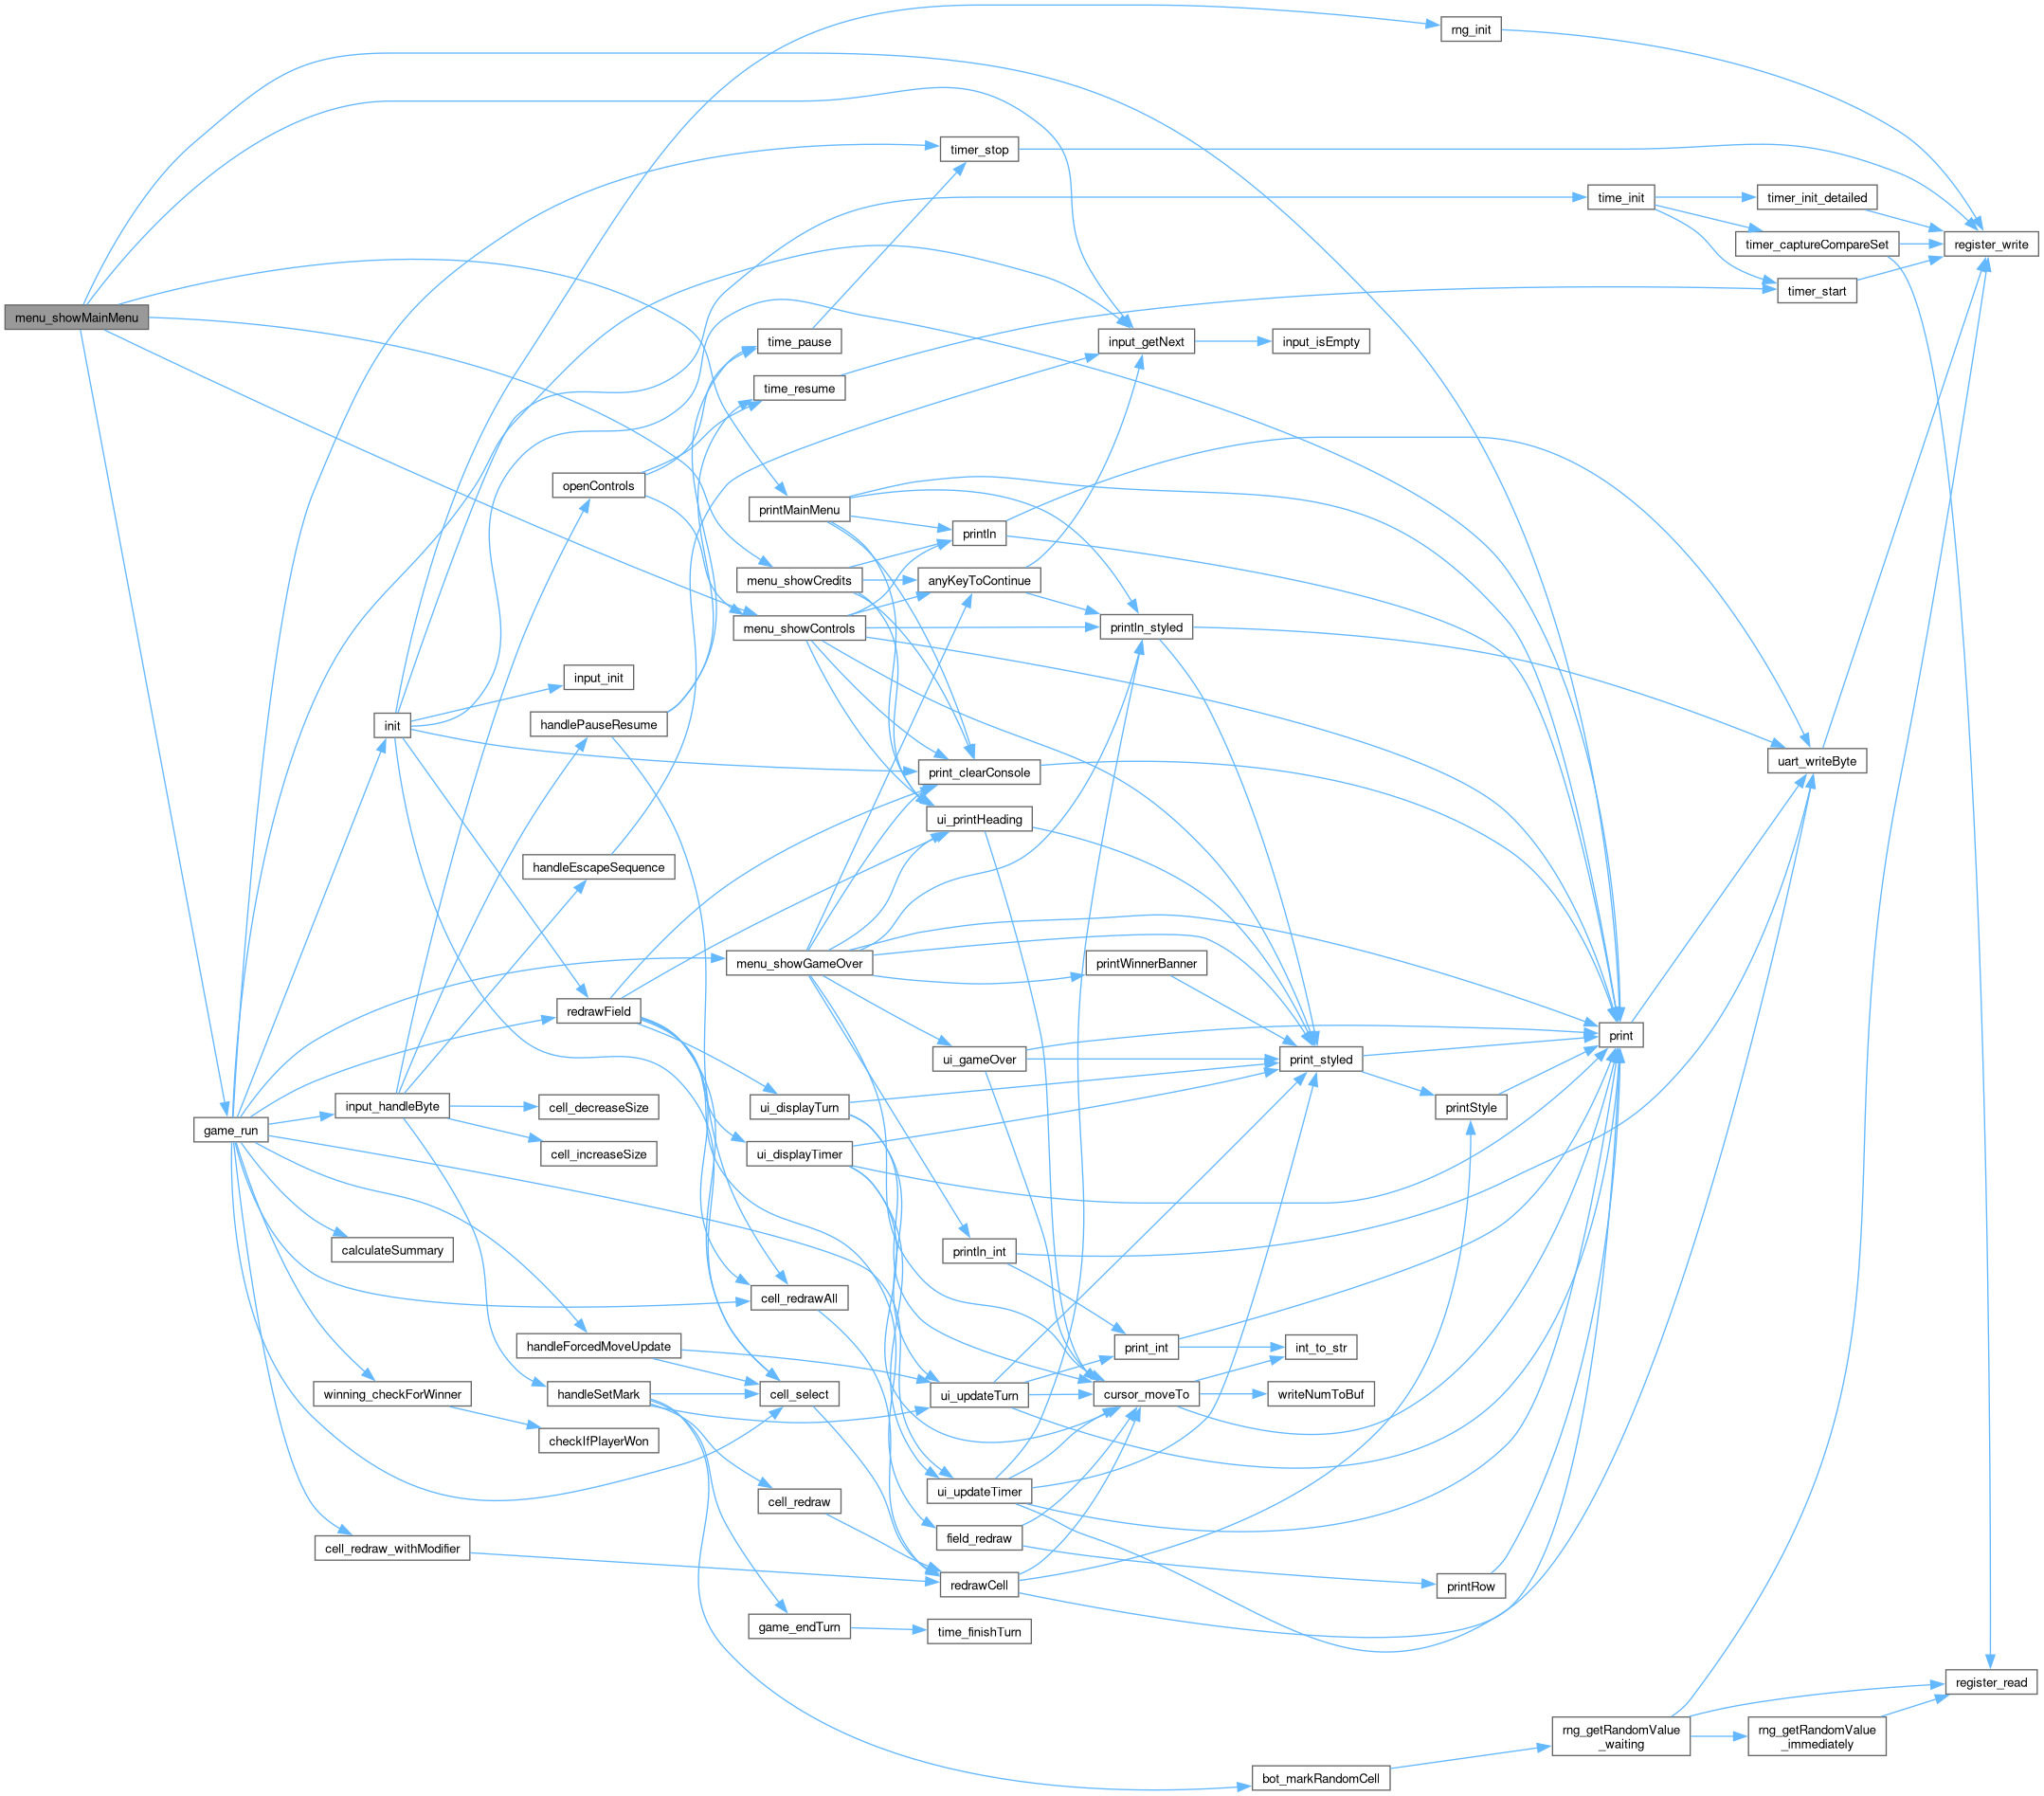 rng_init
timer_stop
time_init
timer_init_detailed
timer_captureCompareSet
register_write
timer_start
menu_showMainMenu
time_pause
input_getNext
input_isEmpty
time_resume
openControls
printMainMenu
println
menu_showCredits
anyKeyToContinue
menu_showControls
println_styled
input_init
init
handlePauseResume
print_clearConsole
uart_writeByte
ui_printHeading
handleEscapeSequence
menu_showGameOver
printWinnerBanner
redrawField
print
ui_gameOver
print_styled
input_handleByte
cell_decreaseSize
ui_displayTurn
printStyle
game_run
cell_increaseSize
ui_displayTimer
calculateSummary
println_int
cell_redrawAll
handleForcedMoveUpdate
print_int
int_to_str
winning_checkForWinner
handleSetMark
cell_select
ui_updateTurn
cursor_moveTo
writeNumToBuf
checkIfPlayerWon
ui_updateTimer
cell_redraw
field_redraw
cell_redraw_withModifier
redrawCell
printRow
game_endTurn
time_finishTurn
register_read
rng_getRandomValue
_waiting
rng_getRandomValue
_immediately
bot_markRandomCell